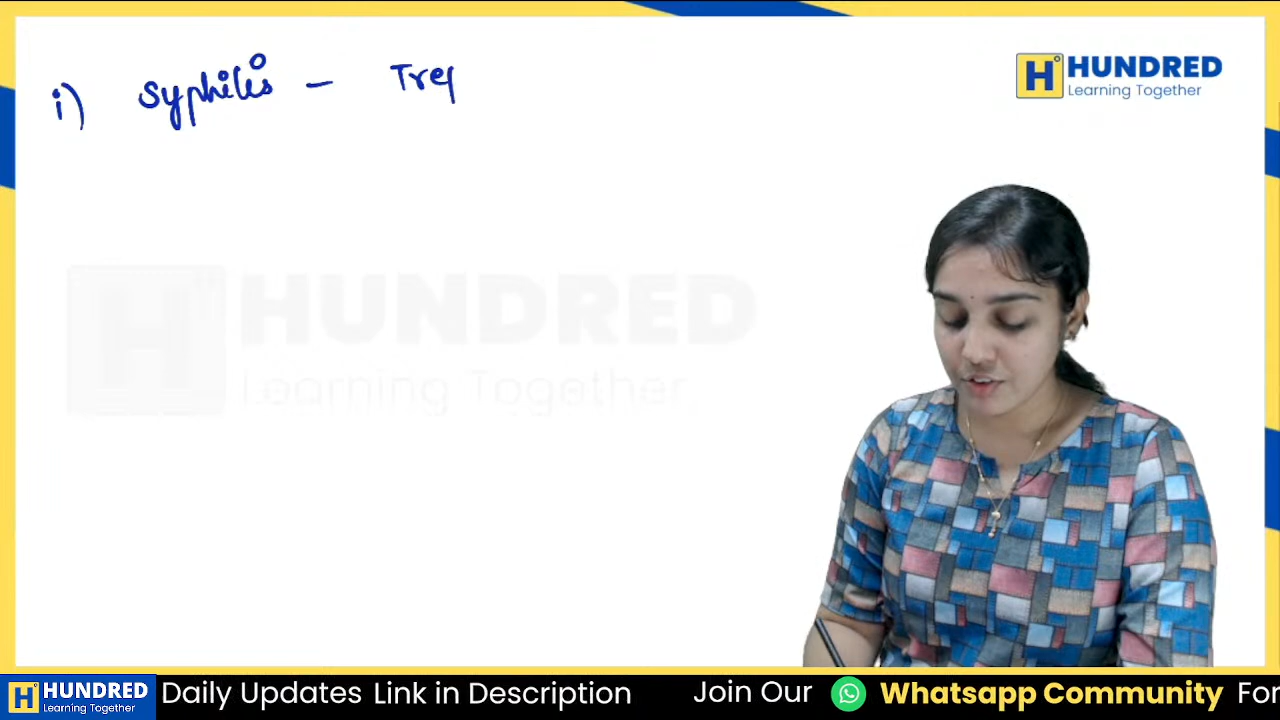 i) Syphilis - Trep
H HUNDRED
Learning Together
H HUNDRED
Learning Together
H HUNDRED
Learning Together
Daily Updates Link in Description Join Our Whatsapp Community For